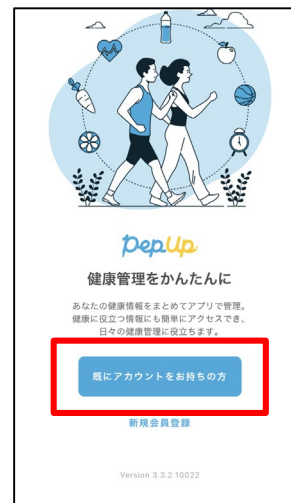 PepUp
健康管理をかんたんに
あなたの健康情報をまとめてアプリで管理。
健康に役立つ情報にも簡単にアクセスでき、
日々の健康管理に役立ちます。
既にアカウントをお持ちの方
新規会員登録
Version 3.3.2 10022